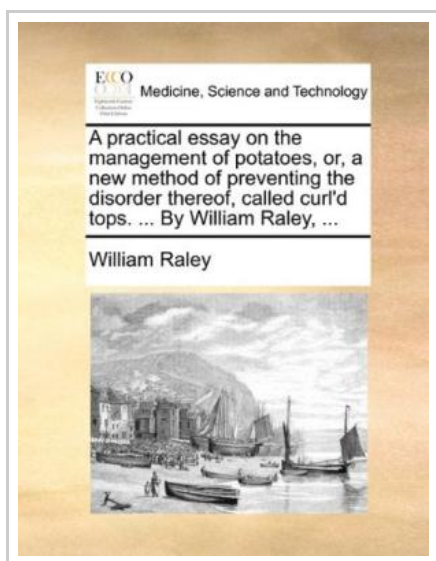 ECCO
Medicine, Science and Technology
A practical essay on the
management of potatoes, or, a
new method of preventing the
disorder thereof, called curl'd
tops. ... By William Raley, ...
William Raley